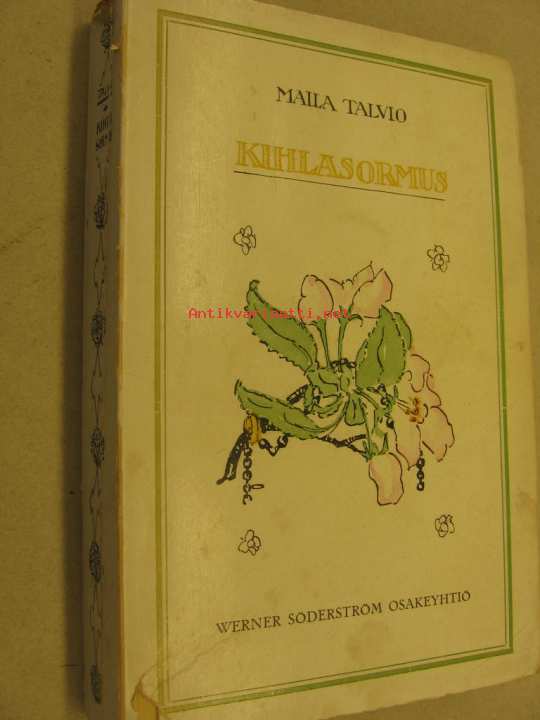 MAILA TALVIO
KIHLASORMUS
Antikvariaatti.net
WERNER SÖDERSTRÖM OSAKEYHTIÖ